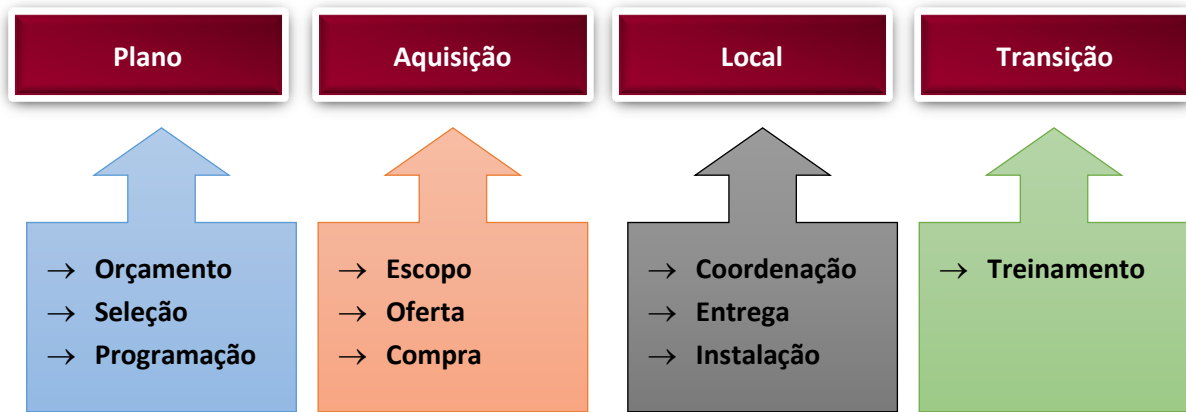 Plano
Aquisição
Local
Transição
→ Orçamento
→ Seleção
→ Programação
→ Escopo
→ Oferta
→ Compra
→ Coordenação
→ Entrega
→ Instalação
→ Treinamento